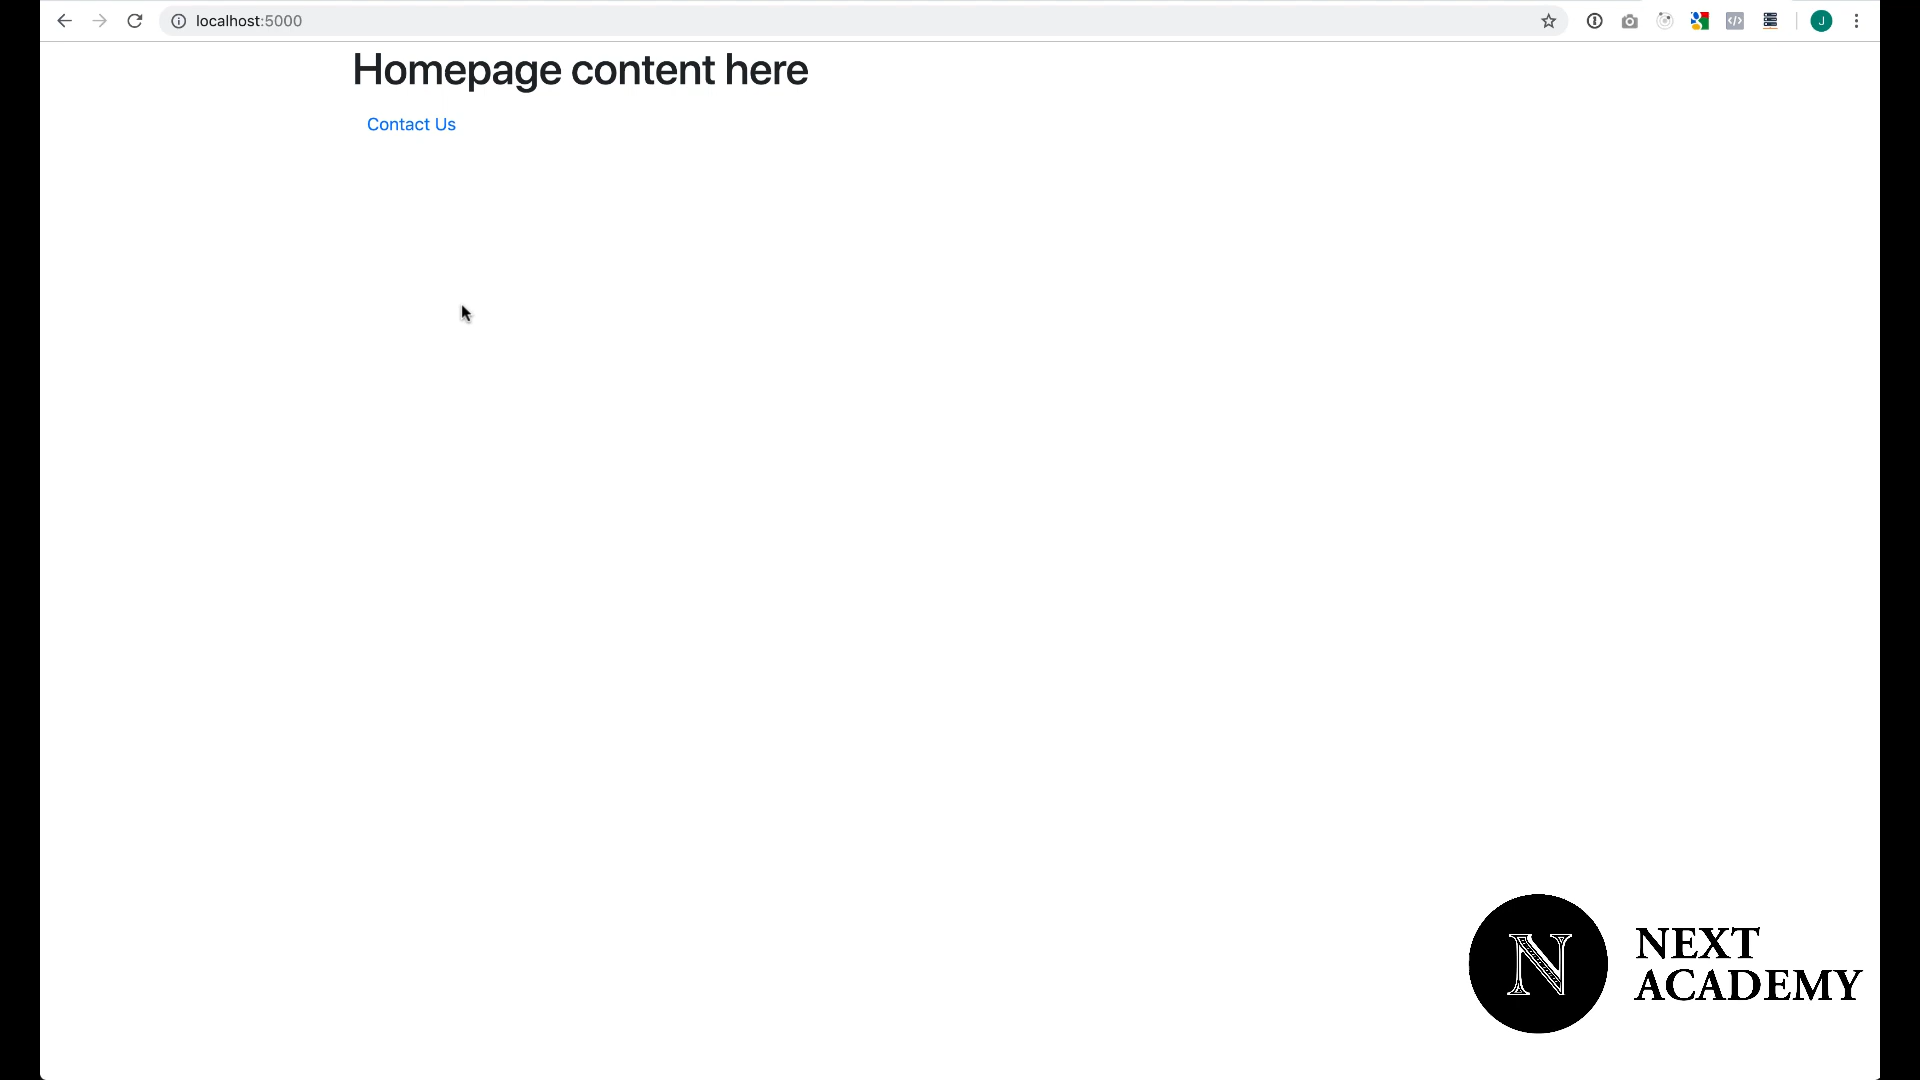 localhost:5000
J
Homepage content here
Contact Us
N
NEXT
ACADEMY